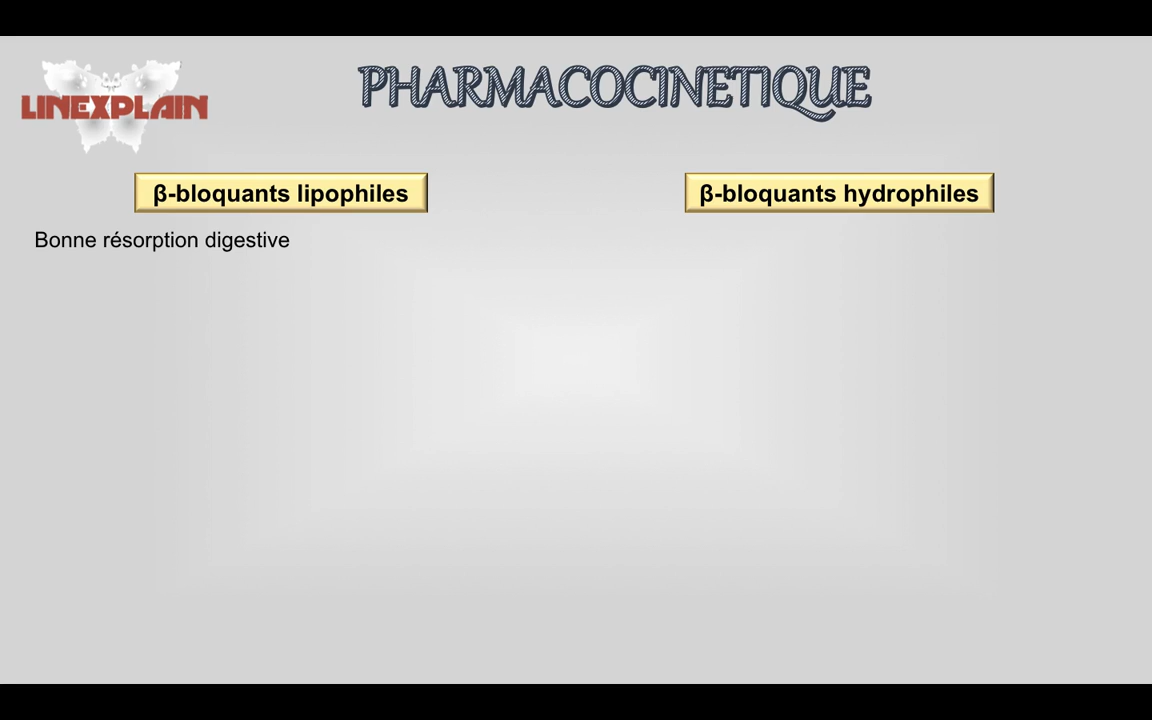 LINEXPLAIN
PHARMACOCINETIQUE
β-bloquants lipophiles
β-bloquants hydrophiles
Bonne résorption digestive